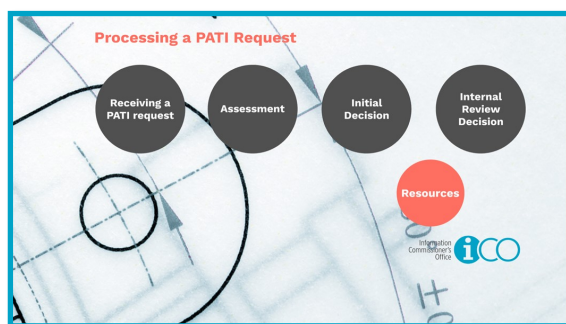 Processing a PATI Request
Receiving a
PATI request
Assessment
Initial
Decision
Internal
Review
Decision
Resources
Information
Commissioner's
Office
iCO